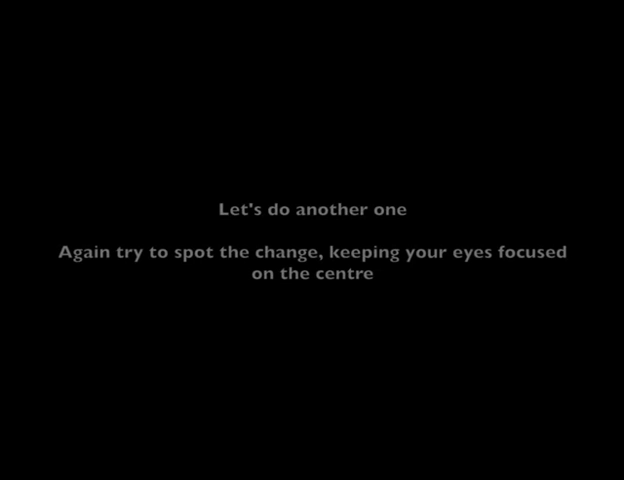 Let's do another one
Again try to spot the change, keeping your eyes focused
on the centre